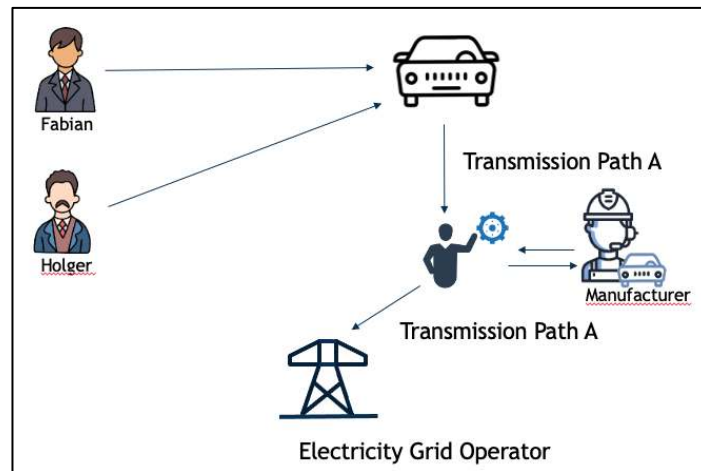 Fabian
Transmission Path A
Holger
Manufacturer
Transmission Path A
Electricity Grid Operator